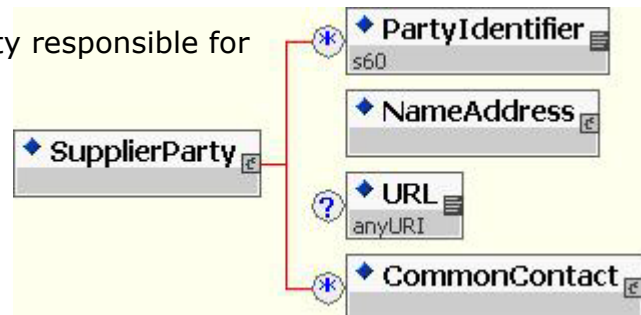 ty responsible for
* PartyIdentifier
s60
NameAddress
SupplierParty
? URL
anyURI
* CommonContact